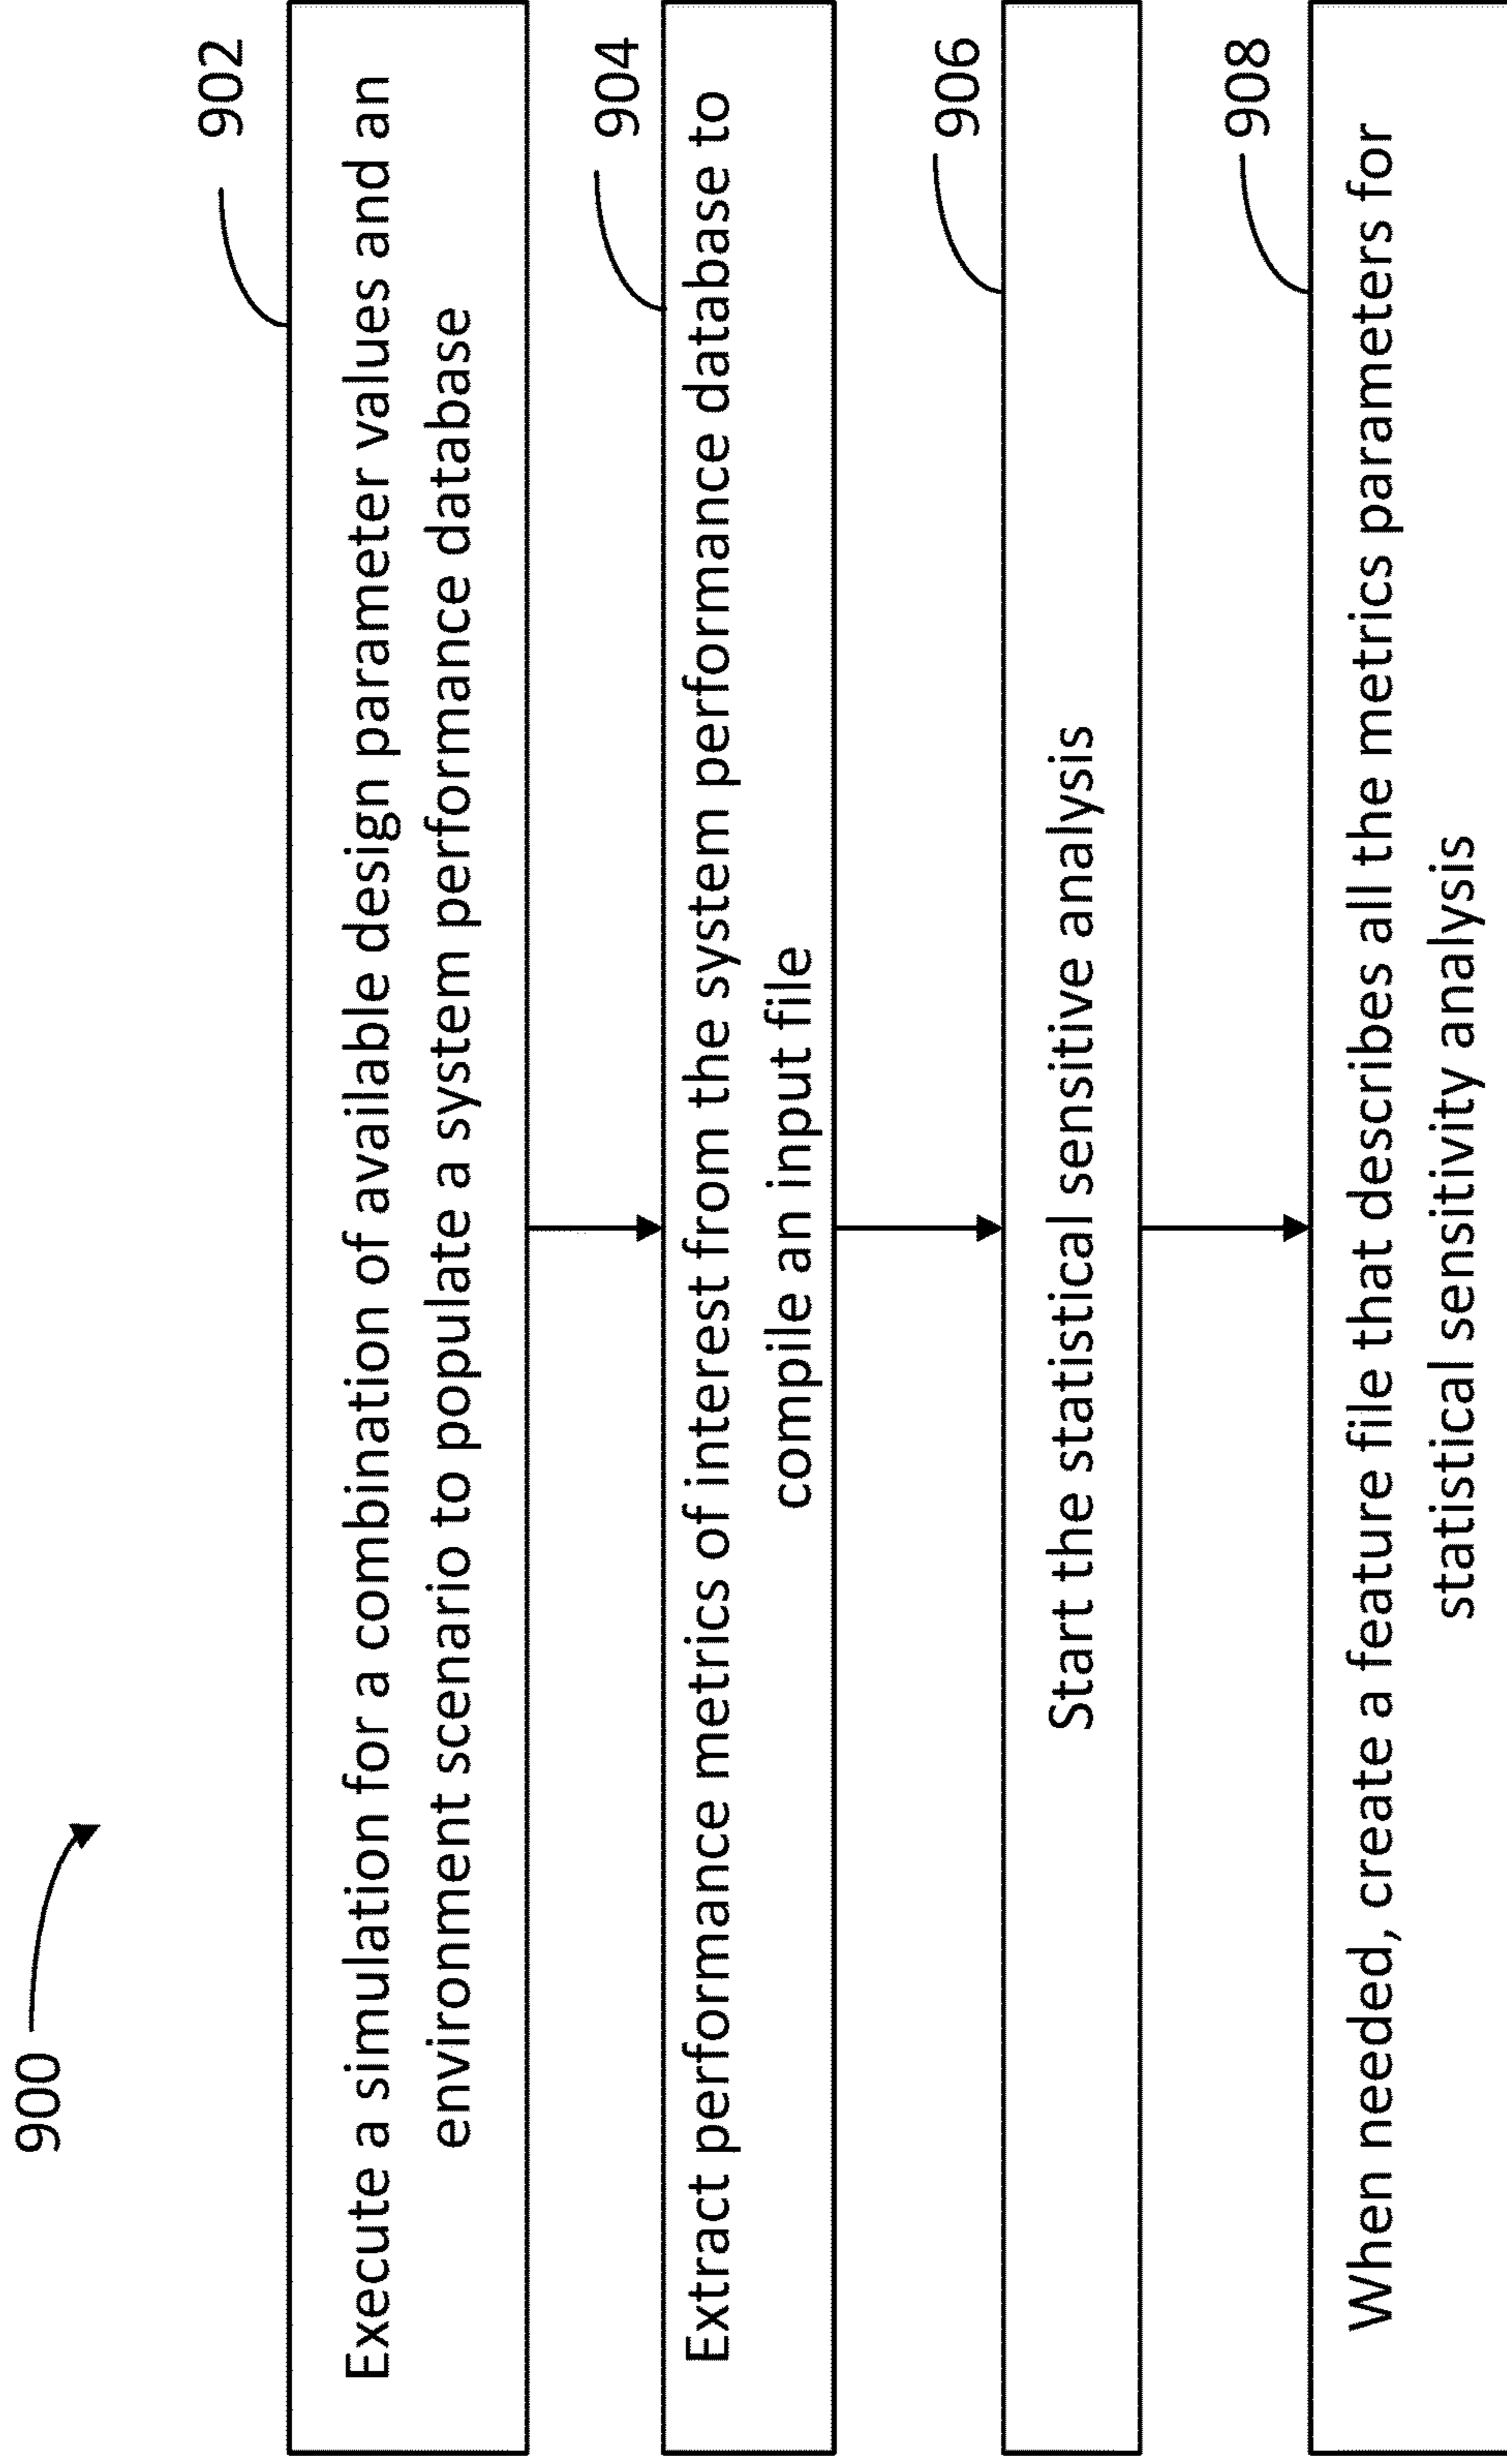 900
902
Execute a simulation for a combination of available design parameter values and an
environment scenario to populate a system performance database
904
Extract performance metrics of interest from the system performance database to
compile an input file
906
Start the statistical sensitive analysis
908
When needed, create a feature file that describes all the metrics parameters for
statistical sensitivity analysis